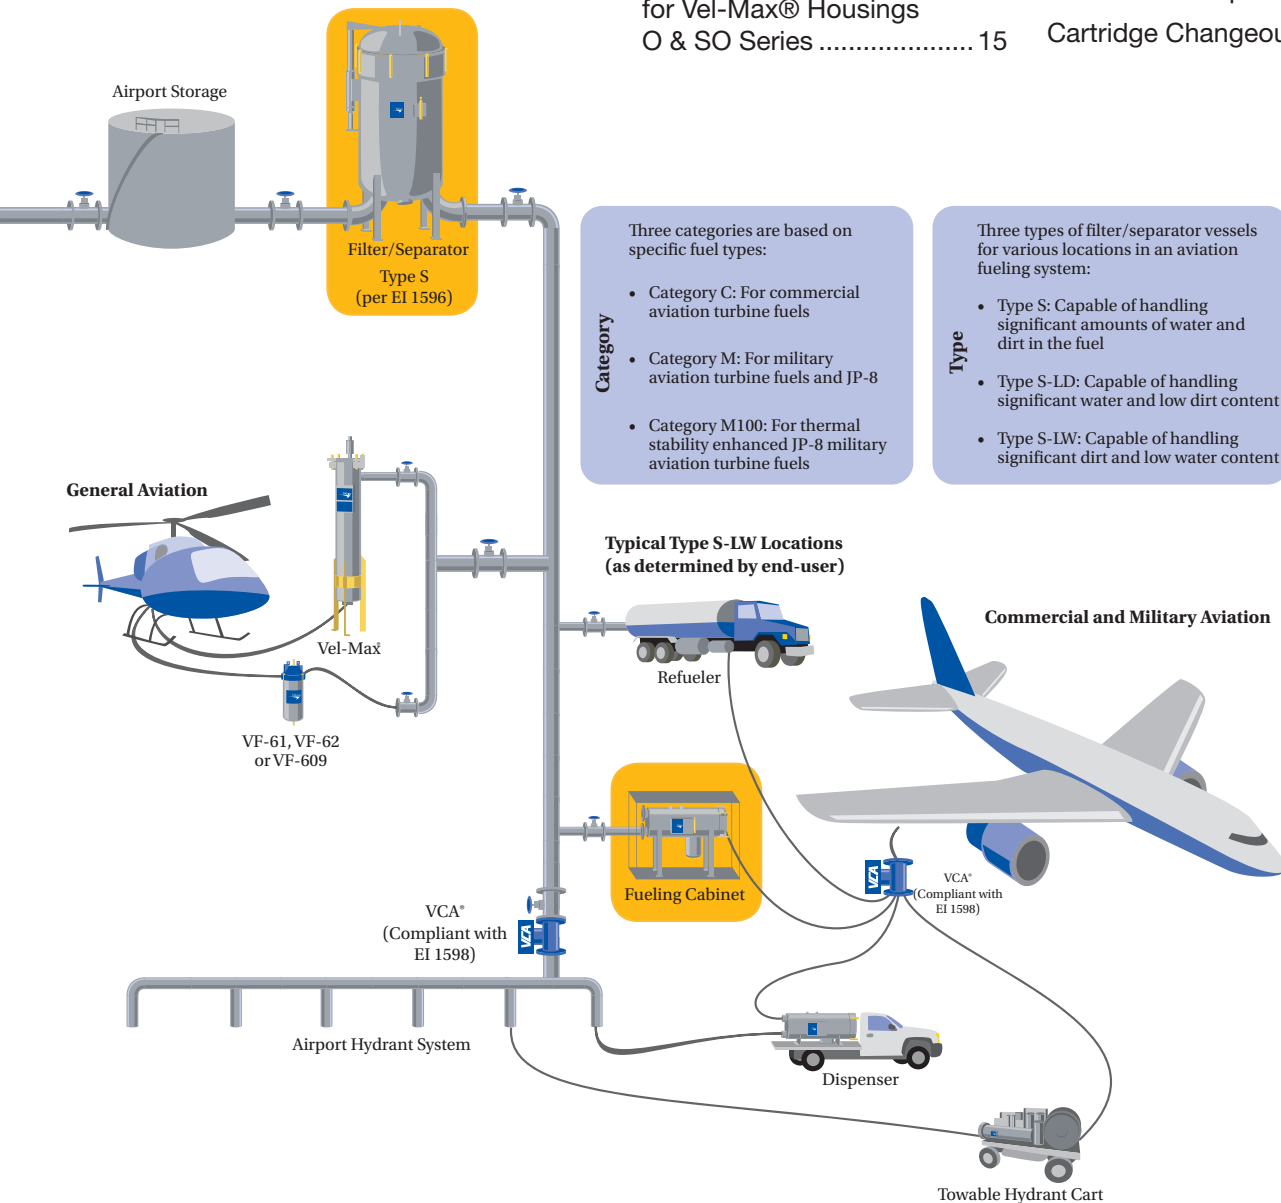 for Vel-Max® Housings
O & SO Series ..................... 15
Cartridge Changeou
Airport Storage
Filter/Separator
Type S
(per EI 1596)
Category
Three categories are based on
specific fuel types:
• Category C: For commercial
aviation turbine fuels
• Category M: For military
aviation turbine fuels and JP-8
• Category M100: For thermal
stability enhanced JP-8 military
aviation turbine fuels
Type
Three types of filter/separator vessels
for various locations in an aviation
fueling system:
• Type S: Capable of handling
significant amounts of water and
dirt in the fuel
• Type S-LD: Capable of handling
significant water and low dirt content
• Type S-LW: Capable of handling
significant dirt and low water content
General Aviation
Vel-Max®
VF-61, VF-62
or VF-609
Typical Type S-LW Locations
(as determined by end-user)
Refueler
Commercial and Military Aviation
Fueling Cabinet
VCA
VCA®
(Compliant with
EI 1598)
VCA®
(Compliant with
EI 1598)
VCA
Airport Hydrant System
Dispenser
Towable Hydrant Cart